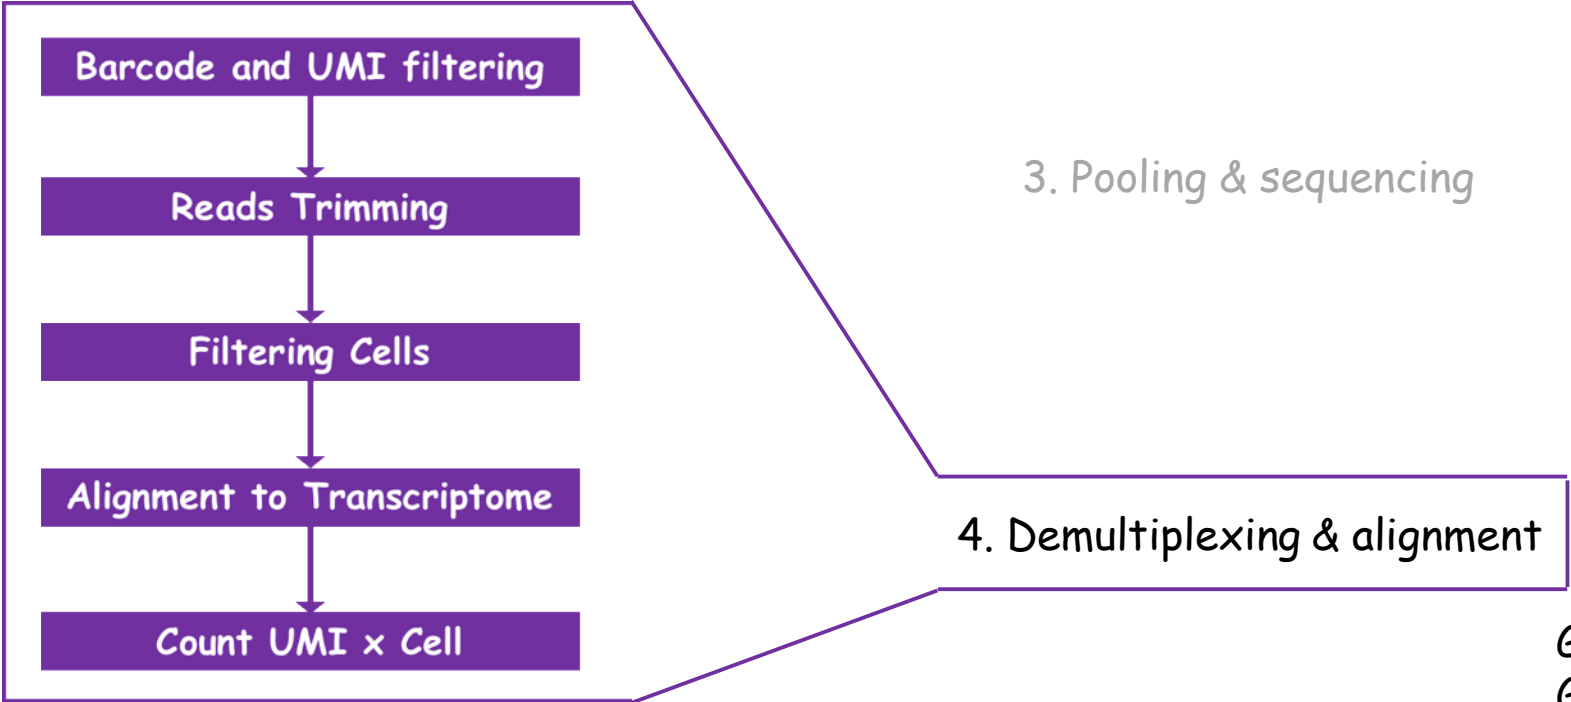 Barcode and UMI filtering
Reads Trimming
Filtering Cells
Alignment to Transcriptome
Count UMI x Cell
3. Pooling & sequencing
4. Demultiplexing & alignment